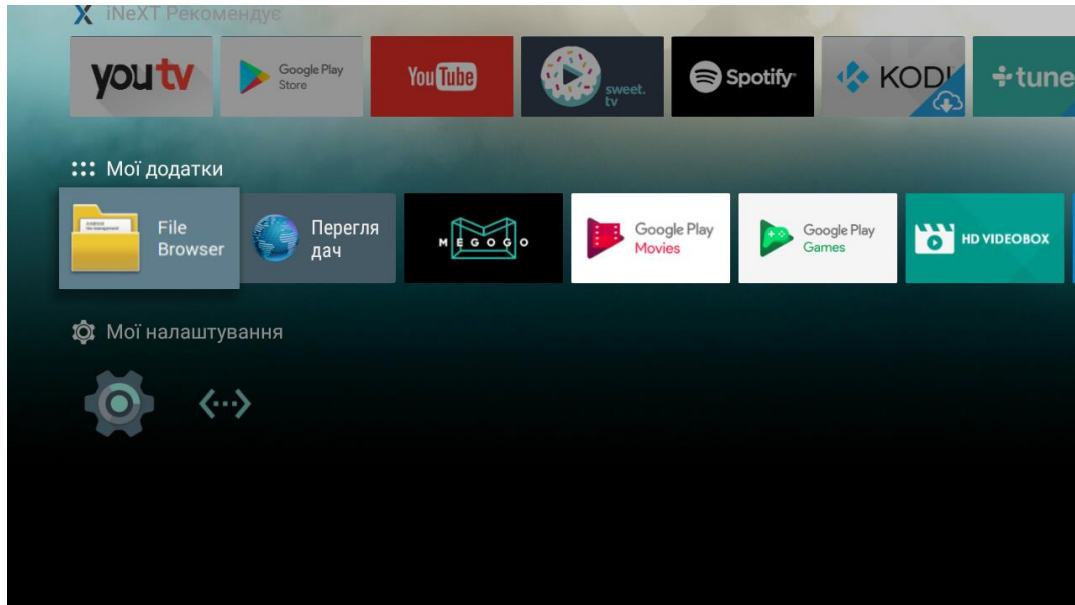 iNeXT Рекомендує
youtv
Google Play
Store
YouTube
sweet.
tv
Spotify
KODI
tune
Мої додатки
File
Browser
Перегля
дач
MEGOGO
Google Play
Movies
Google Play
Games
HD VIDEOBOX
Мої налаштування